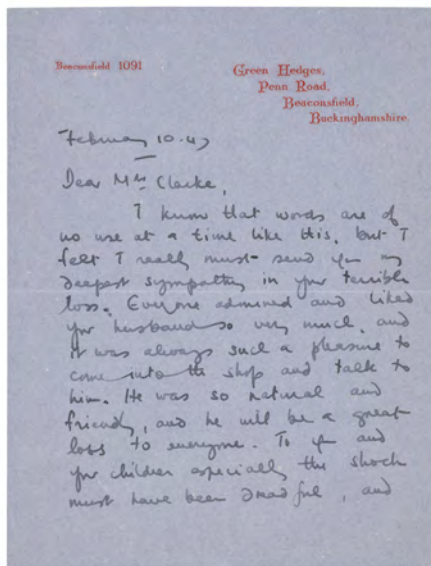 Beaconsfield 1091
Green Hedges,
Penn Road,
Beaconsfield,
Buckinghamshire.
February 10. 47
Dear Mrs Clarke,
I know that words are of
no use at a time like this, but I
felt I really must send you my
deepest sympathy in your terrible
loss. Everyone admired and liked
your husband so very much, and
it was always such a pleasure to
come into the shop and talk to
him. He was so natural and
friendly, and he will be a great
loss to everyone. To you and
your children especially the shock
must have been dreadful, and